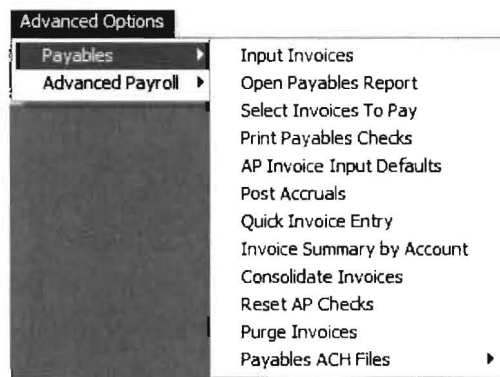 Advanced Options
Payables
Advanced Payroll
Input Invoices
Open Payables Report
Select Invoices To Pay
Print Payables Checks
AP Invoice Input Defaults
Post Accruals
Quick Invoice Entry
Invoice Summary by Account
Consolidate Invoices
Reset AP Checks
Purge Invoices
Payables ACH Files